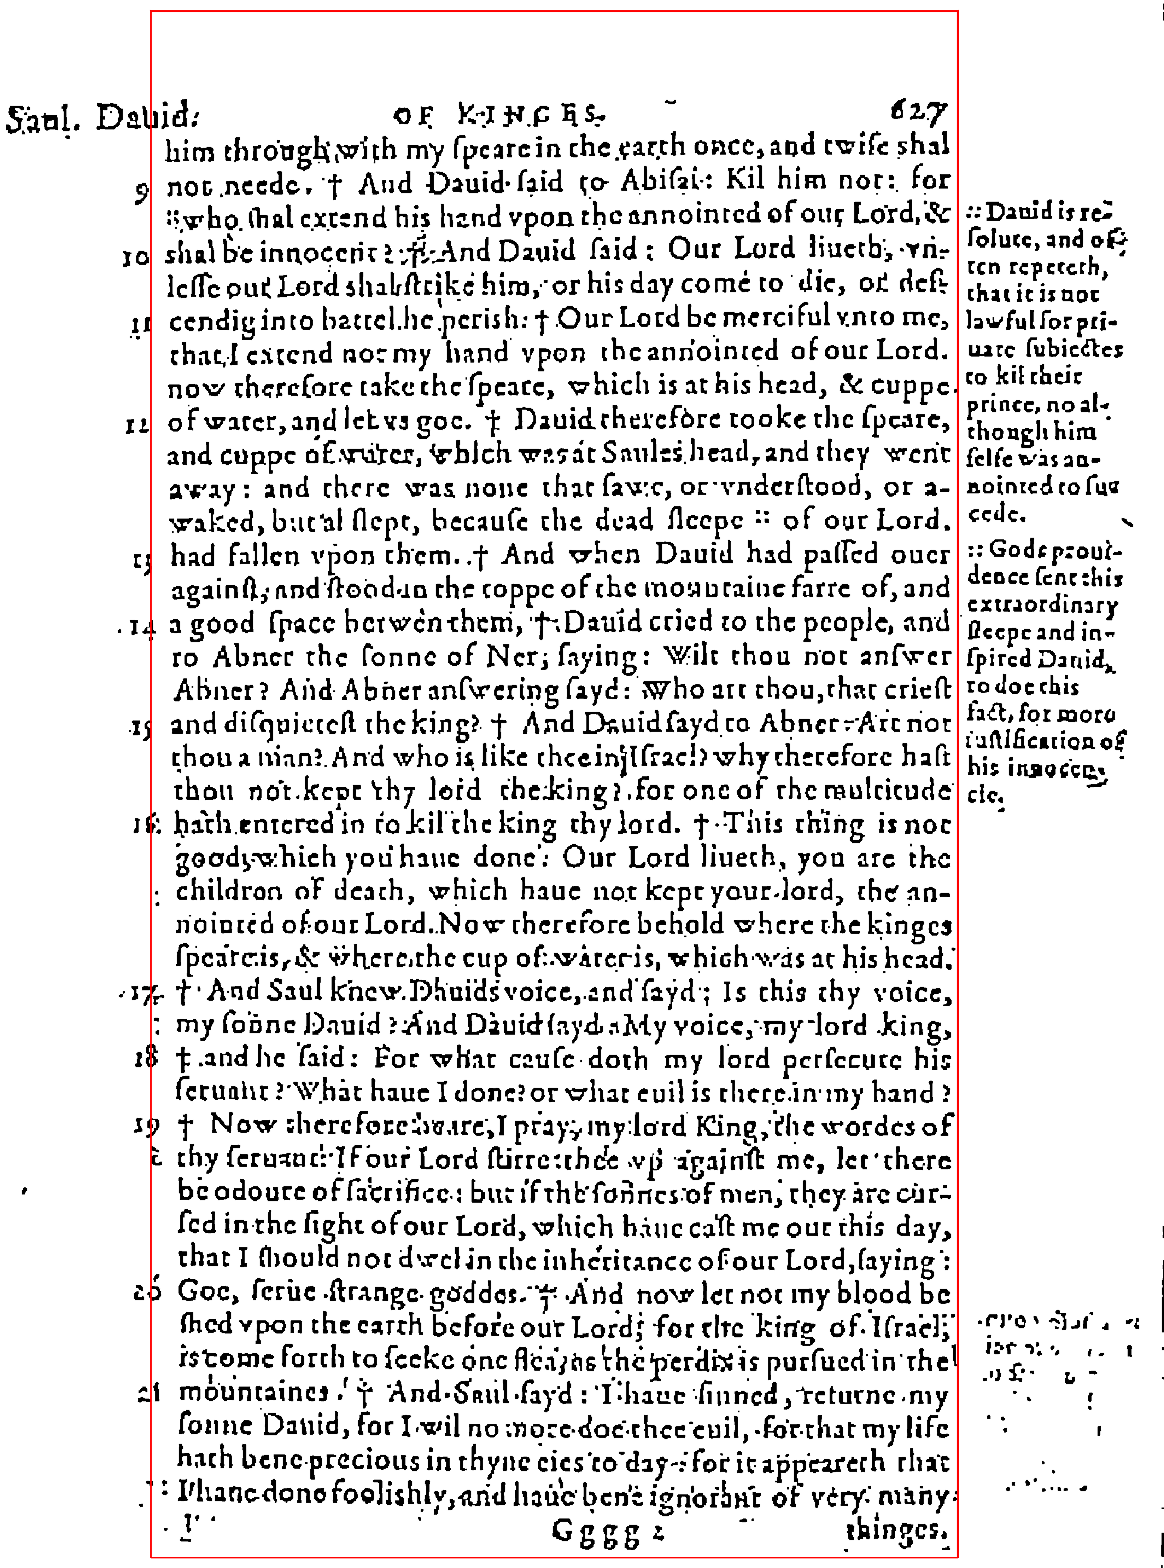 Saul. Dauid. OF KINGES. 627
him through with my ſpeare in the earth once, and twiſe shal
9 not neede. † And Dauid ſaid to Abiſai: Kil him not: for
:: who ſhal extend his hand vpon the annointed of our Lord, &
10 shal be innocent? † And Dauid ſaid: Our Lord liueth, vn-
leſſe our Lord shal ſtrike him, or his day come to die, or deſ-
11 cendig into battel he perish: † Our Lord be merciful vnto me,
that I extend not my hand vpon the annointed of our Lord.
now therefore take the ſpeare, which is at his head, & cuppe
12 of water, and let vs goe. † Dauid therefore tooke the ſpeare,
and cuppe of water, which was at Saules head, and they went
away: and there was none that ſawe, or vnderſtood, or a-
waked, but al ſlept, becauſe the dead ſleepe :: of our Lord
13 had fallen vpon them. † And when Dauid had paſſed ouer
againſt, and ſtood in the toppe of the mountaine farre of, and
14 a good ſpace betwen them, † Dauid cried to the people, and
to Abner the ſonne of Ner, ſaying: Wilt thou not anſwer
Abner? And Abner anſwering ſayd: Who art thou, that crieſt
15 and diſquieteſt the king? † And Dauid ſayd to Abner: Art not
thou a man? And who is like thee in Iſrael? why therefore haſt
thou not kept thy lord the king? for one of the multitude
16 hath entered in to kil the king thy lord. † This thing is not
good, which you haue done: Our Lord liueth, you are the
children of death, which haue not kept your lord, the an-
nointed of our Lord. Now therefore behold where the kinges
ſpeare is, & where the cup of water is, which was at his head.
17 † And Saul knew Dauids voice, and ſayd: Is this thy voice,
my ſonne Dauid? And Dauid ſayd: My voice, my lord king,
18 † and he ſaid: For what cauſe doth my lord perſecute his
ſeruant? What haue I done? or what euil is there in my hand?
19 † Now therefore heare, I pray, my lord King, the wordes of
thy ſeruant: If our Lord ſtirre thee vp againſt me, let there
be odoure of ſacrifice: but if the ſonnes of men, they are cur-
ſed in the ſight of our Lord, which haue caſt me out this day,
that I ſhould not dwel in the inheritance of our Lord, ſaying:
20 Goe, ſerue ſtrange goddes. † And now let not my blood be
ſhed vpon the earth before our Lord; for the king of Iſrael,
is come forth to ſeeke one flea, as the perdix is purſued in the
21 mountaines. † And Saul ſayd: I haue ſinned, returne my
ſonne Dauid, for I wil no more doe thee euil, for that my life
hath bene precious in thyne eies to day: for it appeareth that
I haue done fooliſhly, and haue bene ignorant of very many
Gggg 2 thinges.
:: Dauid is re-
ſolute, and of-
ten repeteth,
that it is not
lawful for pri-
uate ſubiectes
to kil their
prince, no al-
though him
ſelfe was an-
nointed to ſuc
cede.
:: Gods proui-
dence ſent this
extraordinary
ſleepe and in-
ſpired Dauid,
to doe this
fact, for more
iuſtification of
his innocen-
cie.